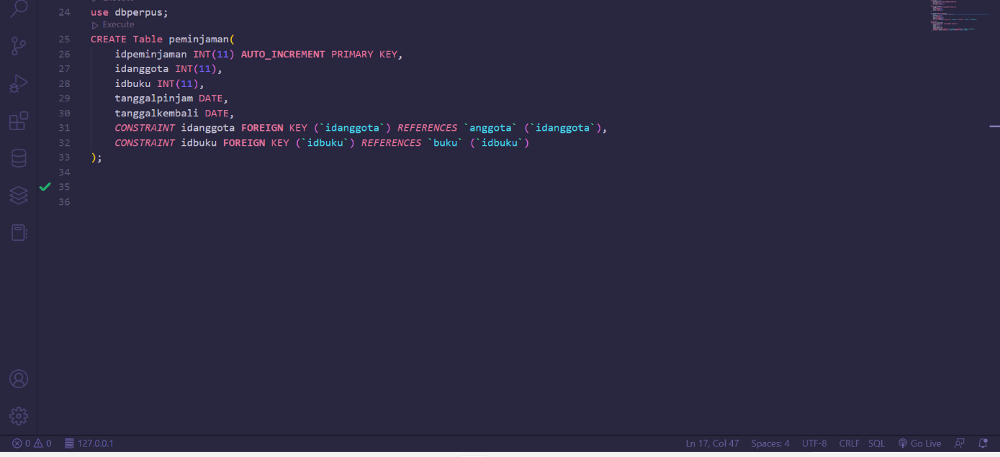 24 use dbperpus;
Execute
25 CREATE Table peminjaman(
26 idpeminjaman INT(11) AUTO_INCREMENT PRIMARY KEY,
27 idanggota INT(11),
28 idbuku INT(11),
29 tanggalpinjam DATE,
30 tanggalkembali DATE,
31 CONSTRAINT idanggota FOREIGN KEY (`idanggota`) REFERENCES `anggota` (`idanggota`),
32 CONSTRAINT idbuku FOREIGN KEY (`idbuku`) REFERENCES `buku` (`idbuku`)
33 );
34
35
36
0 0 127.0.0.1 Ln 17, Col 47 Spaces: 4 UTF-8 CRLF SQL Go Live